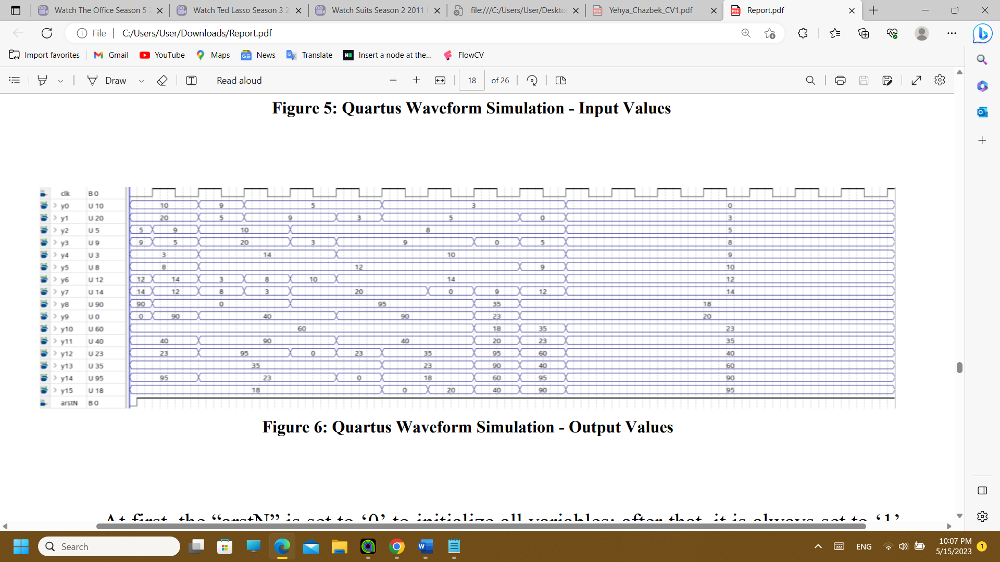 Watch The Office Season 5 2
Watch Ted Lasso Season 3 2
Watch Suits Season 2 2011
file:///C:/Users/User/Deskto
Yehya_Chazbek_CV1.pdf
Report.pdf
File C:/Users/User/Downloads/Report.pdf
Import favorites Gmail YouTube Maps News Translate Insert a node at the... FlowCV
Draw Read aloud 18 of 26
Figure 5: Quartus Waveform Simulation - Input Values
clk B 0
y0 U 10 10 9 5 3 0
y1 U 20 20 5 9 3 5 0 3
y2 U 5 5 9 10 8 5
y3 U 9 9 5 20 3 9 0 5 8
y4 U 3 3 14 10 9
y5 U 8 8 12 9 10
y6 U 12 12 14 3 8 10 14 12
y7 U 14 14 12 8 3 20 0 9 12 14
y8 U 90 90 0 95 35 18
y9 U 0 0 90 40 90 23 20
y10 U 60 60 18 35 23
y11 U 40 40 90 40 20 23 35
y12 U 23 23 95 0 23 35 95 60 40
y13 U 35 35 23 90 40 60
y14 U 95 95 23 0 18 60 95 90
y15 U 18 18 0 20 40 90 95
arstN B 0
Figure 6: Quartus Waveform Simulation - Output Values
At first, the “arstN” is set to ‘0’ to initialize all variables; after that, it is always set to ‘1’
Search
ENG
10:07 PM
5/15/2023
1